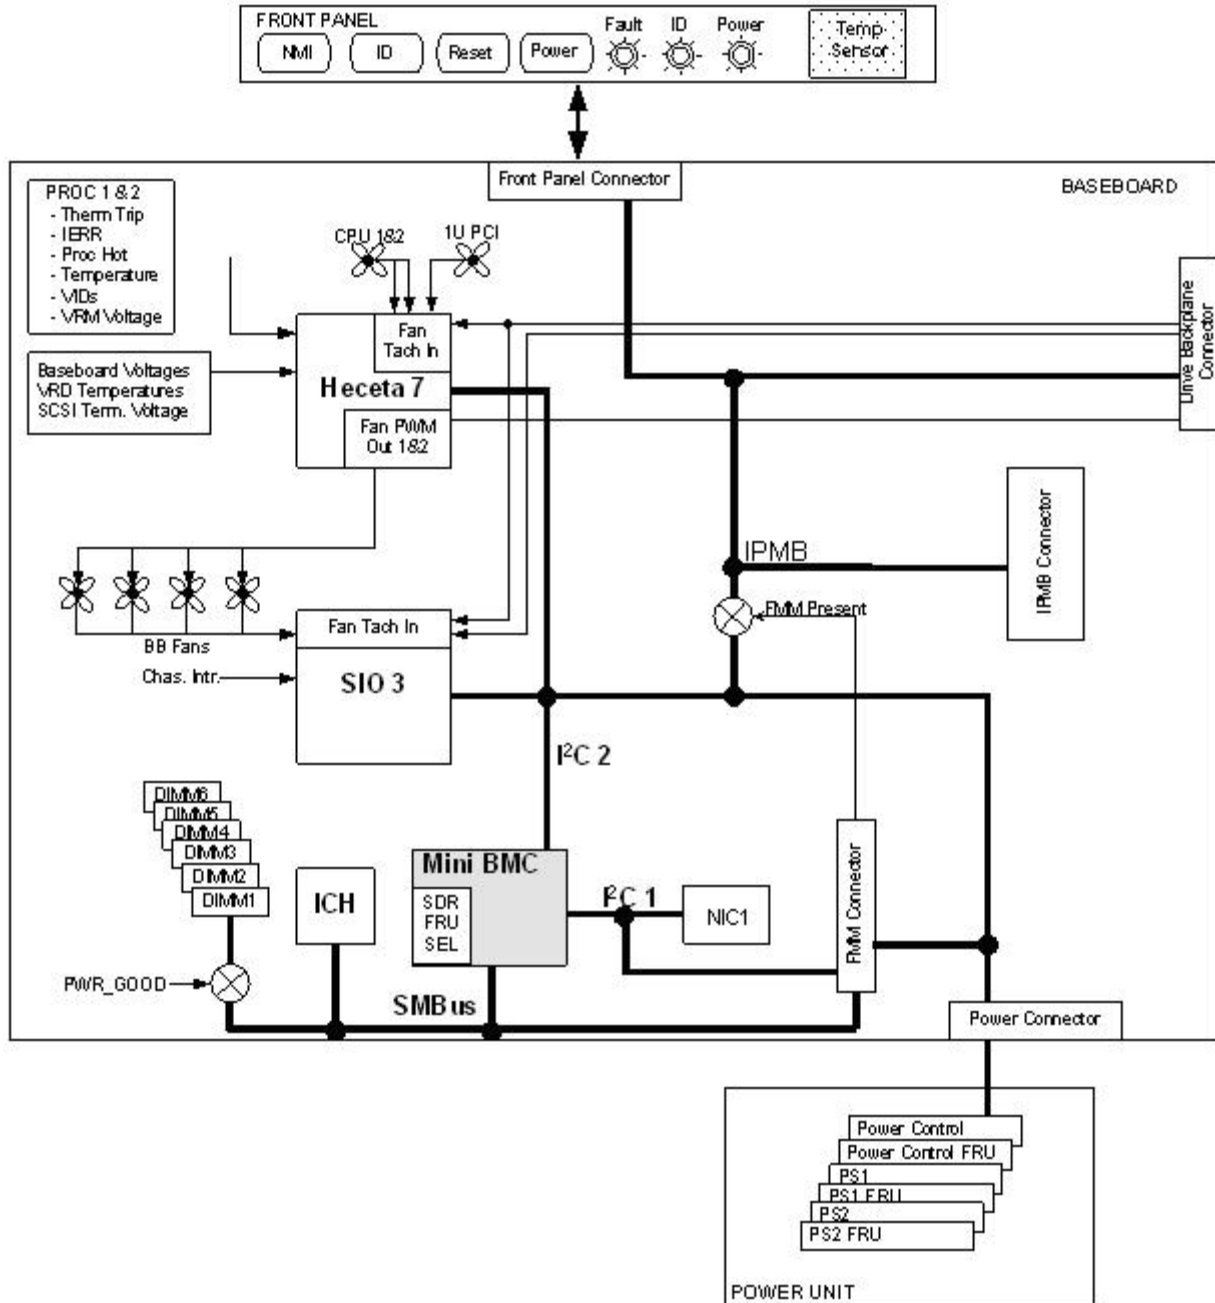 FRONT PANEL
NMI
ID
Reset
Power
Fault
ID
Power
Temp
Sensor
Front Panel Connector
BASEBOARD
PROC 1 & 2
- Therm Trip
- IERR
- Proc Hot
- Temperature
- VIDs
- VRM Voltage
CPU 1&2
1U PCI
Fan
Tach In
Heceta 7
Fan PWM
Out 1&2
Baseboard Voltages
VRD Temperatures
SCSI Term. Voltage
Drive Backplane
Connector
IPMB
IPMB Connector
FMM Present
BB Fans
Chas. Intr.
Fan Tach In
SIO 3
I²C 2
DIMM6
DIMM5
DIMM4
DIMM3
DIMM2
DIMM1
PWR_GOOD
ICH
Mini BMC
SDR
FRU
SEL
I²C 1
NIC1
FMM Connector
SMBus
Power Connector
Power Control
Power Control FRU
PS1
PS1 FRU
PS2
PS2 FRU
POWER UNIT